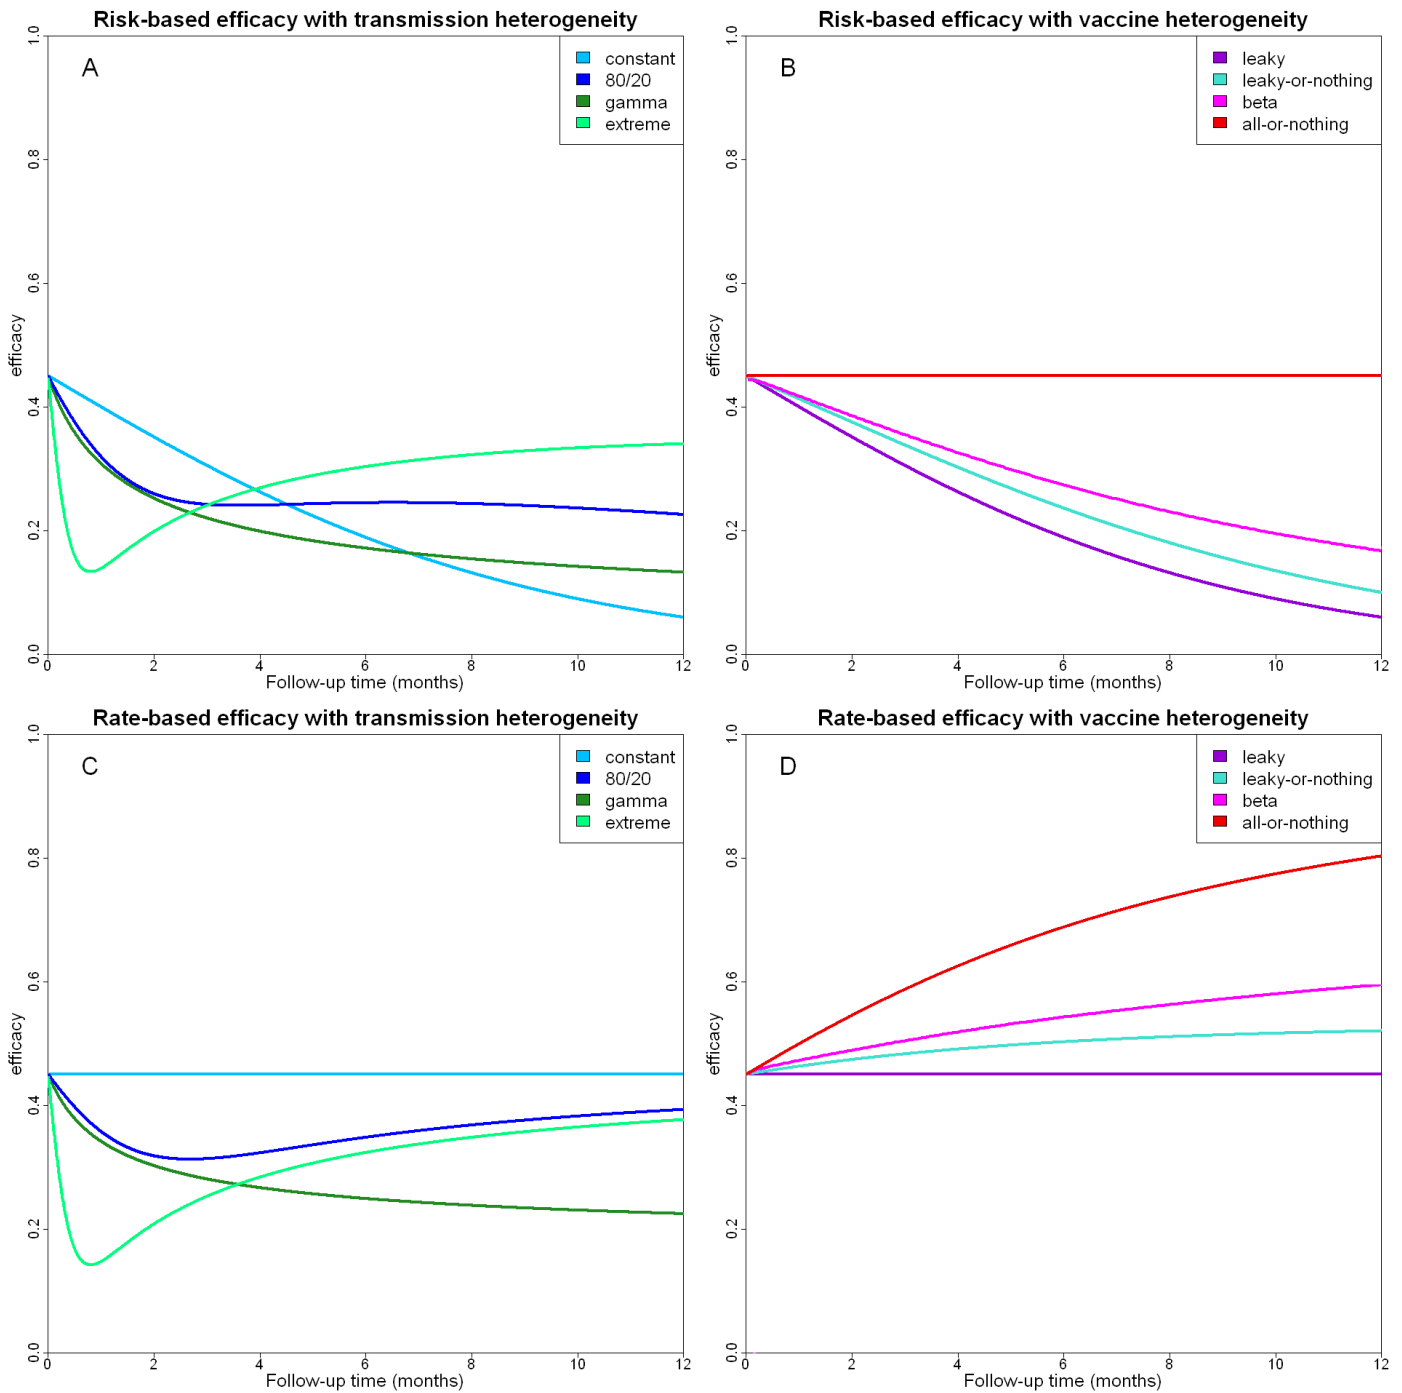 Risk-based efficacy with transmission heterogeneity
A
constant
80/20
gamma
extreme
efficacy
0.0 0.2 0.4 0.6 0.8 1.0
0 2 4 6 8 10 12
Follow-up time (months)
Risk-based efficacy with vaccine heterogeneity
B
leaky
leaky-or-nothing
beta
all-or-nothing
efficacy
0.0 0.2 0.4 0.6 0.8 1.0
0 2 4 6 8 10 12
Follow-up time (months)
Rate-based efficacy with transmission heterogeneity
C
constant
80/20
gamma
extreme
efficacy
0.0 0.2 0.4 0.6 0.8 1.0
0 2 4 6 8 10 12
Follow-up time (months)
Rate-based efficacy with vaccine heterogeneity
D
leaky
leaky-or-nothing
beta
all-or-nothing
efficacy
0.0 0.2 0.4 0.6 0.8 1.0
0 2 4 6 8 10 12
Follow-up time (months)